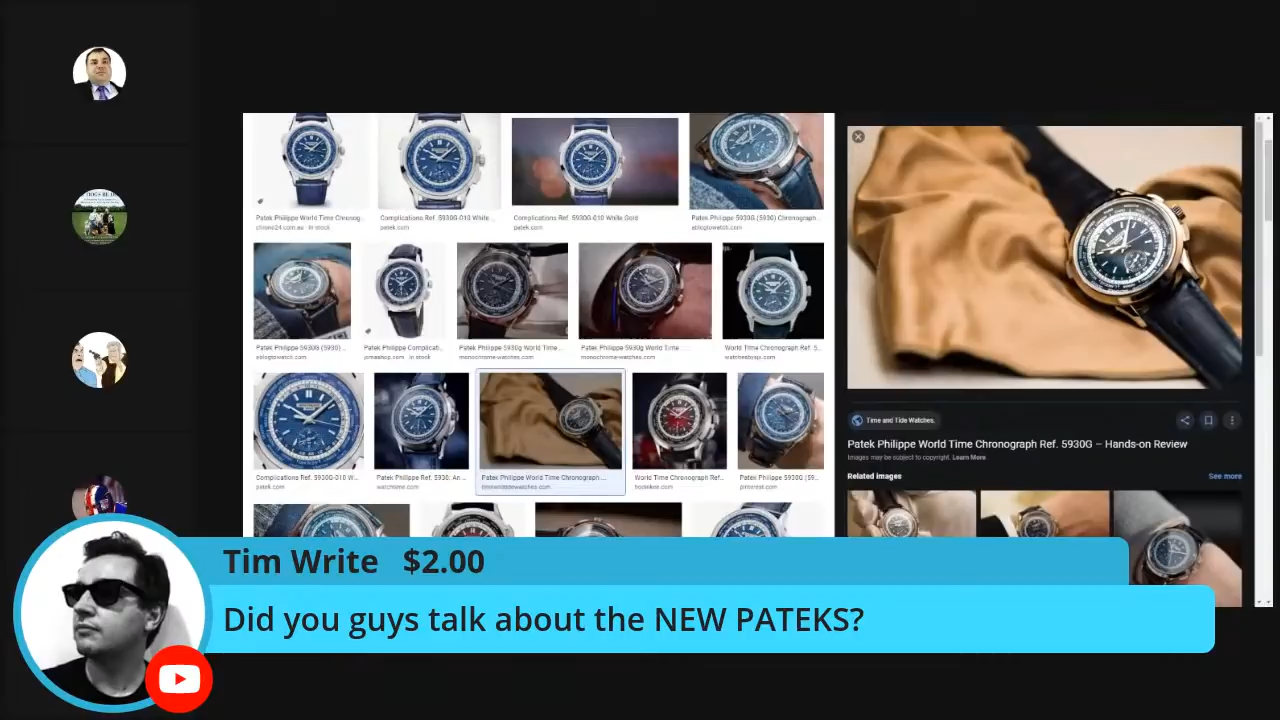 Patek Philippe World Time Chronog...
chrono24.com.au · In stock
Complications Ref. 5930G-010 White ...
patek.com
Complications Ref. 5930G-010 White Gold
patek.com
Patek Philippe 5930G (5930) Chronograph...
ablogtowatch.com
Patek Philippe 5930G (5930) ...
ablogtowatch.com
Patek Philippe Complicati...
In stock
Patek Philippe 5930g World Time ...
monochrome-watches.com
Patek Philippe 5930g World Time ...
monochrome-watches.com
World Time Chronograph Ref. 5...
Complications Ref. 5930G-010 W...
patek.com
Patek Philippe Ref. 5930: An ...
watchtime.com
Patek Philippe World Time Chronograph ...
timeandtidewatches.com
World Time Chronograph Ref...
hodinkee.com
Patek Philippe 5930G (59...
pinterest.com
Time and Tide Watches
Patek Philippe World Time Chronograph Ref. 5930G – Hands-on Review
Images may be subject to copyright. Learn More
Related images
See more
Tim Write $2.00
Did you guys talk about the NEW PATEKS?